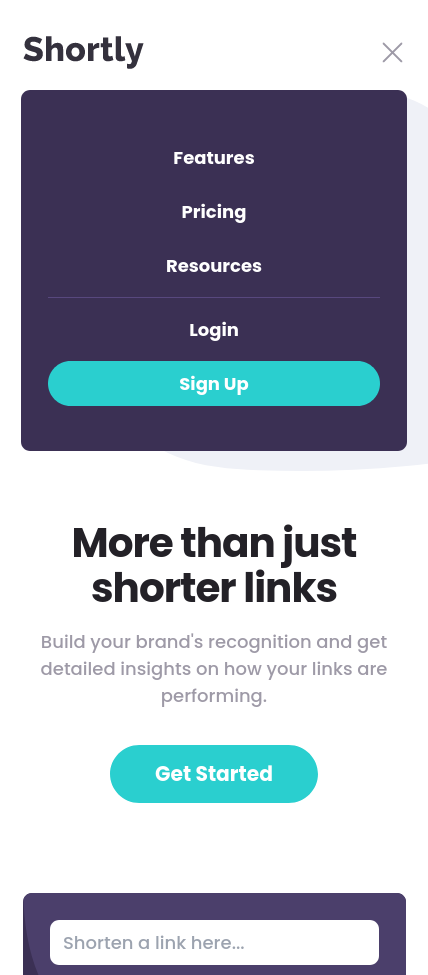 Shortly
Features
Pricing
Resources
Login
Sign Up
More than just
shorter links
Build your brand's recognition and get
detailed insights on how your links are
performing.
Get Started
Shorten a link here...